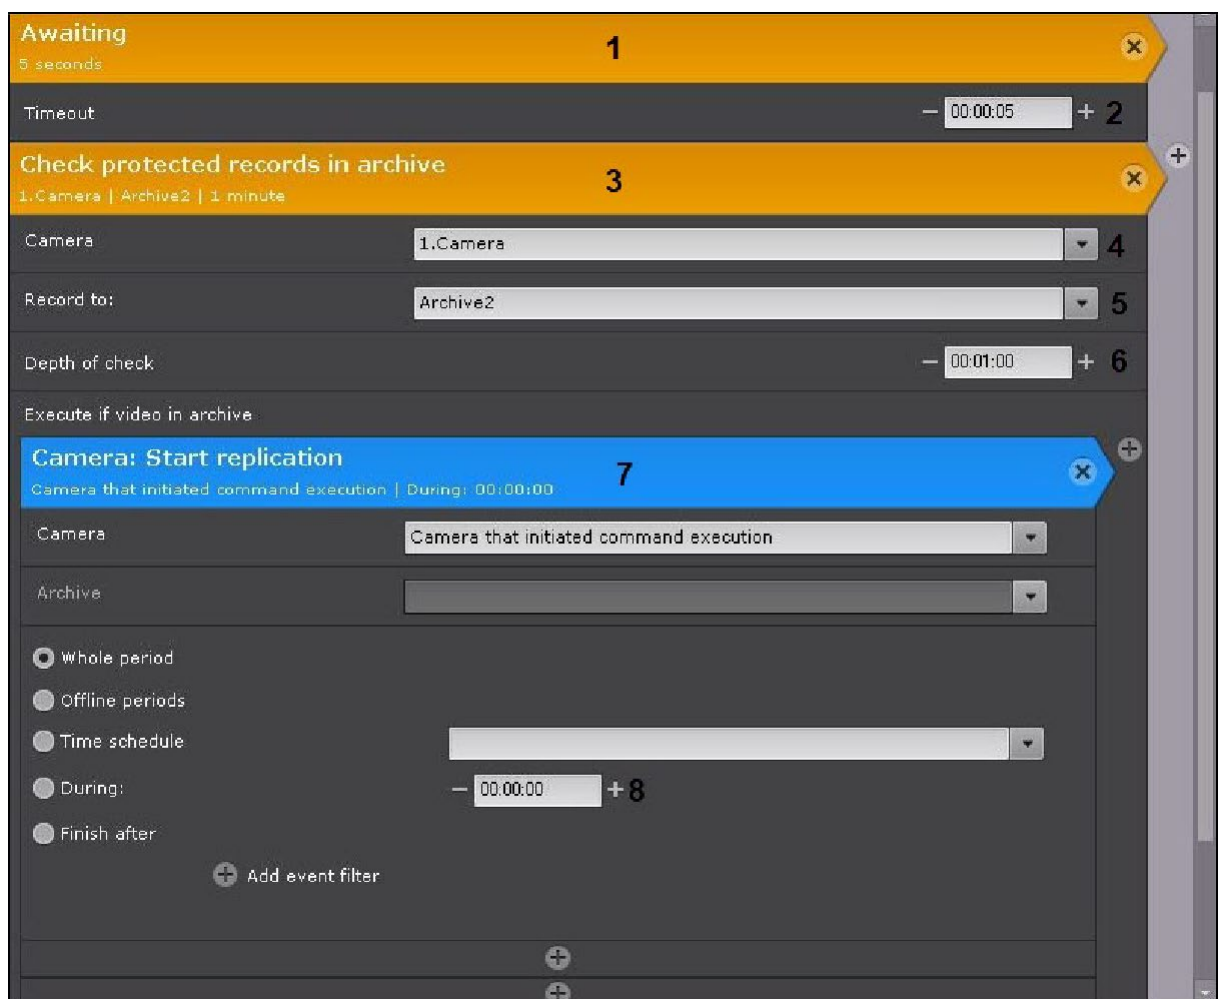 Awaiting
5 seconds
1
Timeout
00:00:05
2
Check protected records in archive
1.Camera | Archive2 | 1 minute
3
Camera
1.Camera
4
Record to:
Archive2
5
Depth of check
00:01:00
6
Execute if video in archive
Camera: Start replication
Camera that initiated command execution | During: 00:00:00
7
Camera
Camera that initiated command execution
Archive
Whole period
Offline periods
Time schedule
During:
00:00:00
8
Finish after
Add event filter